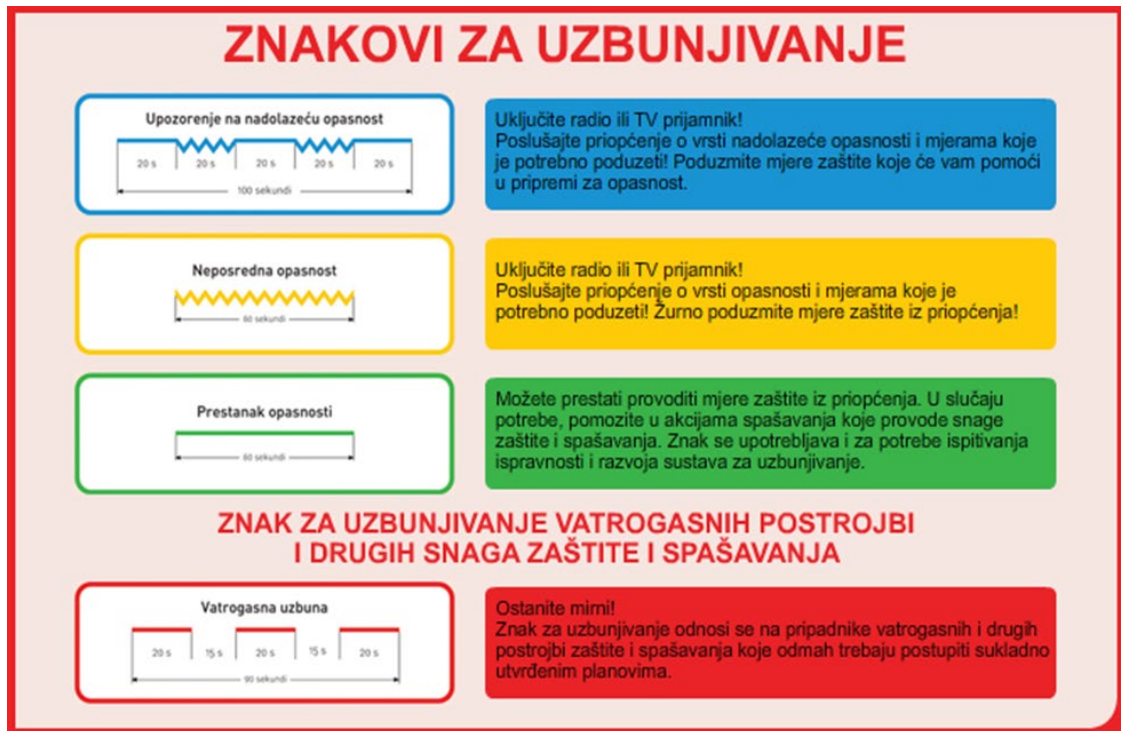 ZNAKOVI ZA UZBUNJIVANJE
Upozorenje na nadolazeću opasnost
20 s 20 s 20 s 20 s 20 s
100 sekundi
Uključite radio ili TV prijamnik!
Poslušajte priopćenje o vrsti nadolazeće opasnosti i mjerama koje
je potrebno poduzeti! Poduzmite mjere zaštite koje će vam pomoći
u pripremi za opasnost.
Neposredna opasnost
60 sekundi
Uključite radio ili TV prijamnik!
Poslušajte priopćenje o vrsti opasnosti i mjerama koje je
potrebno poduzeti! Žurno poduzmite mjere zaštite iz priopćenja!
Prestanak opasnosti
60 sekundi
Možete prestati provoditi mjere zaštite iz priopćenja. U slučaju
potrebe, pomozite u akcijama spašavanja koje provode snage
zaštite i spašavanja. Znak se upotrebljava i za potrebe ispitivanja
ispravnosti i razvoja sustava za uzbunjivanje.
ZNAK ZA UZBUNJIVANJE VATROGASNIH POSTROJBI
I DRUGIH SNAGA ZAŠTITE I SPAŠAVANJA
Vatrogasna uzbuna
20 s 15 s 20 s 15 s 20 s
90 sekundi
Ostanite mirni!
Znak za uzbunjivanje odnosi se na pripadnike vatrogasnih i drugih
postrojbi zaštite i spašavanja koje odmah trebaju postupiti sukladno
utvrđenim planovima.